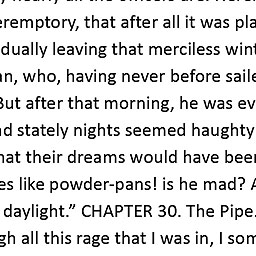 eremptory, that after all it was pla
dually leaving that merciless wint
n, who, having never before saile
But after that morning, he was ev
d stately nights seemed haughty
hat their dreams would have been
es like powder-pans! is he mad? A
daylight.” CHAPTER 30. The Pipe.
gh all this rage that I was in, I som